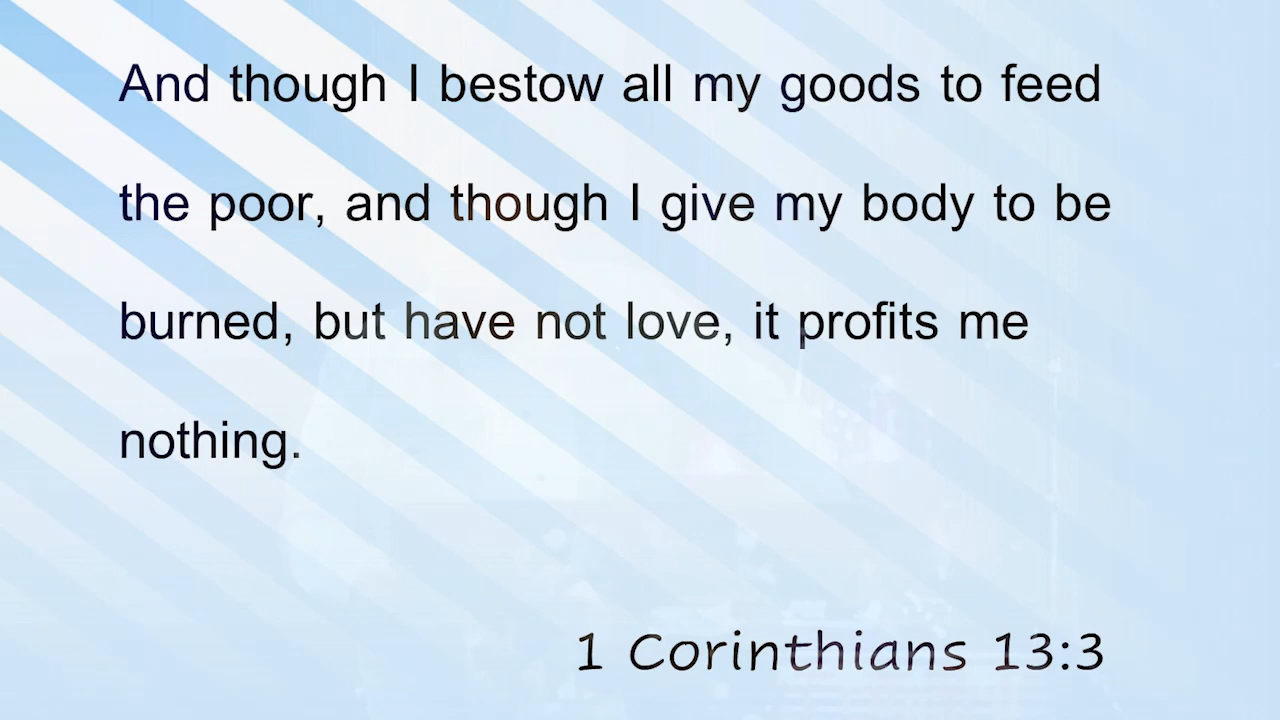 And though I bestow all my goods to feed
the poor, and though I give my body to be
burned, but have not love, it profits me
nothing.
1 Corinthians 13:3